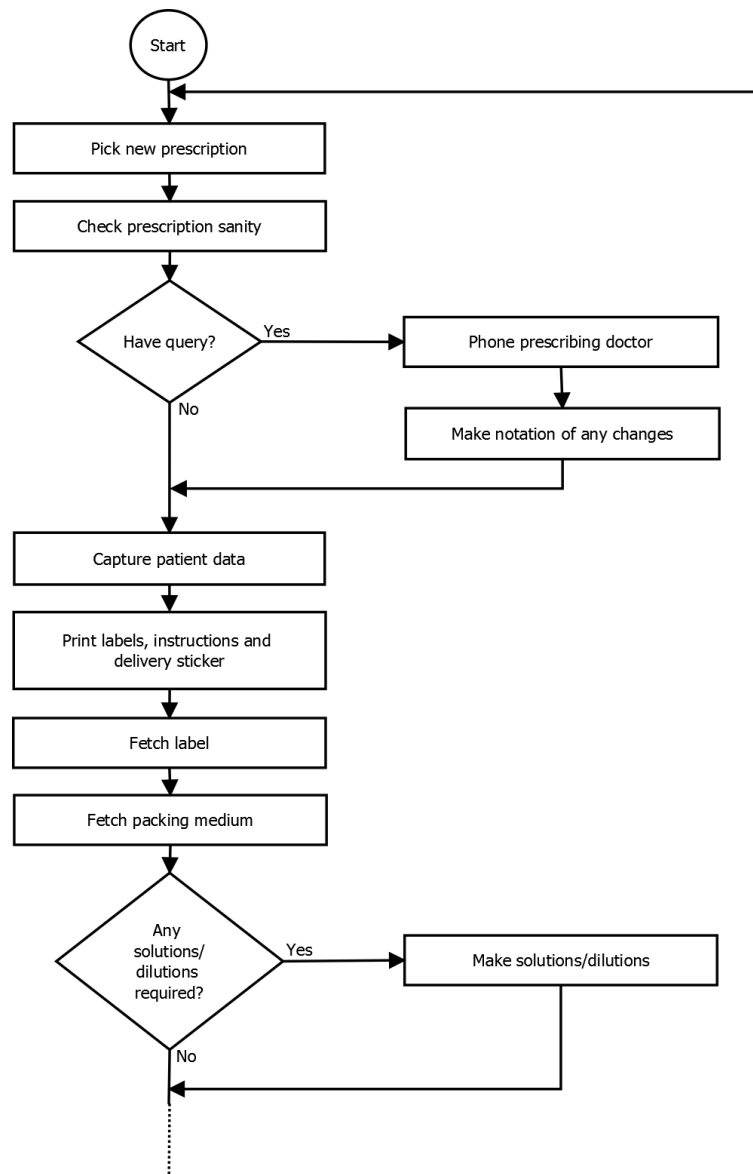 Start
Pick new prescription
Check prescription sanity
Have query?
Yes
Phone prescribing doctor
No
Make notation of any changes
Capture patient data
Print labels, instructions and
delivery sticker
Fetch label
Fetch packing medium
Any
solutions/
dilutions
required?
Yes
Make solutions/dilutions
No